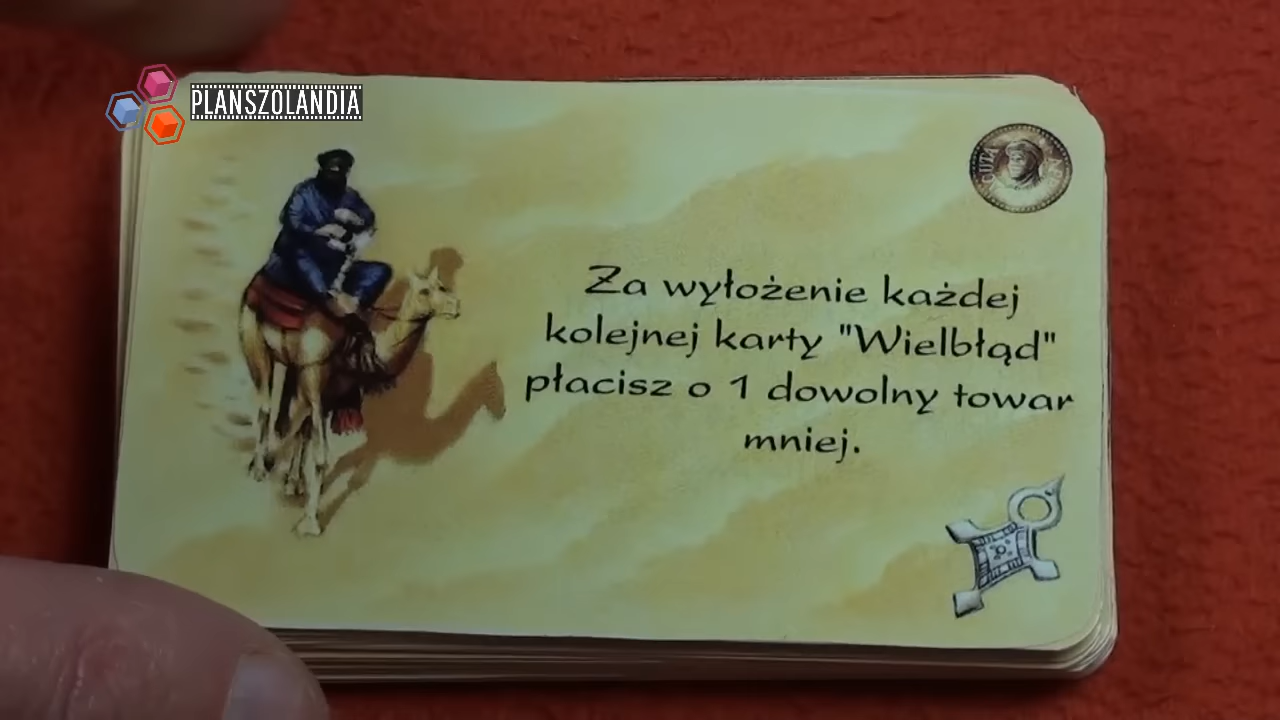 PLANSZOLANDIA
Za wyłożenie każdej
kolejnej karty "Wielbłąd"
płacisz o 1 dowolny towar
mniej.